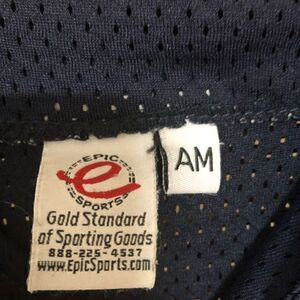 EPIC
e
SPORTS
Gold Standard
of Sporting Goods
888-225-4537
www.EpicSports.com
AM